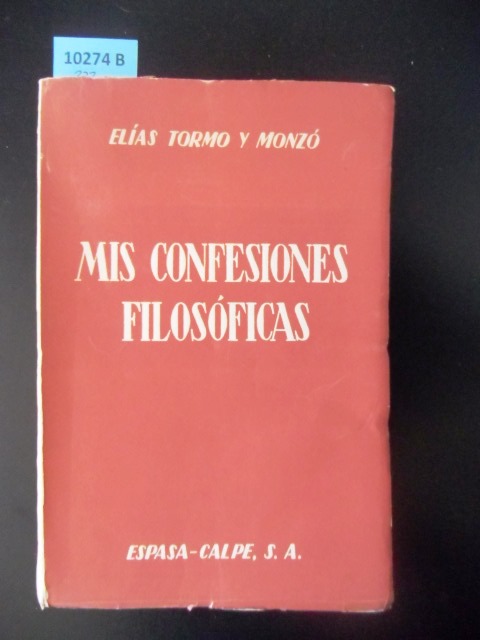 10274 B
ELÍAS TORMO Y MONZÓ
MIS CONFESIONES
FILOSÓFICAS
ESPASA-CALPE, S. A.